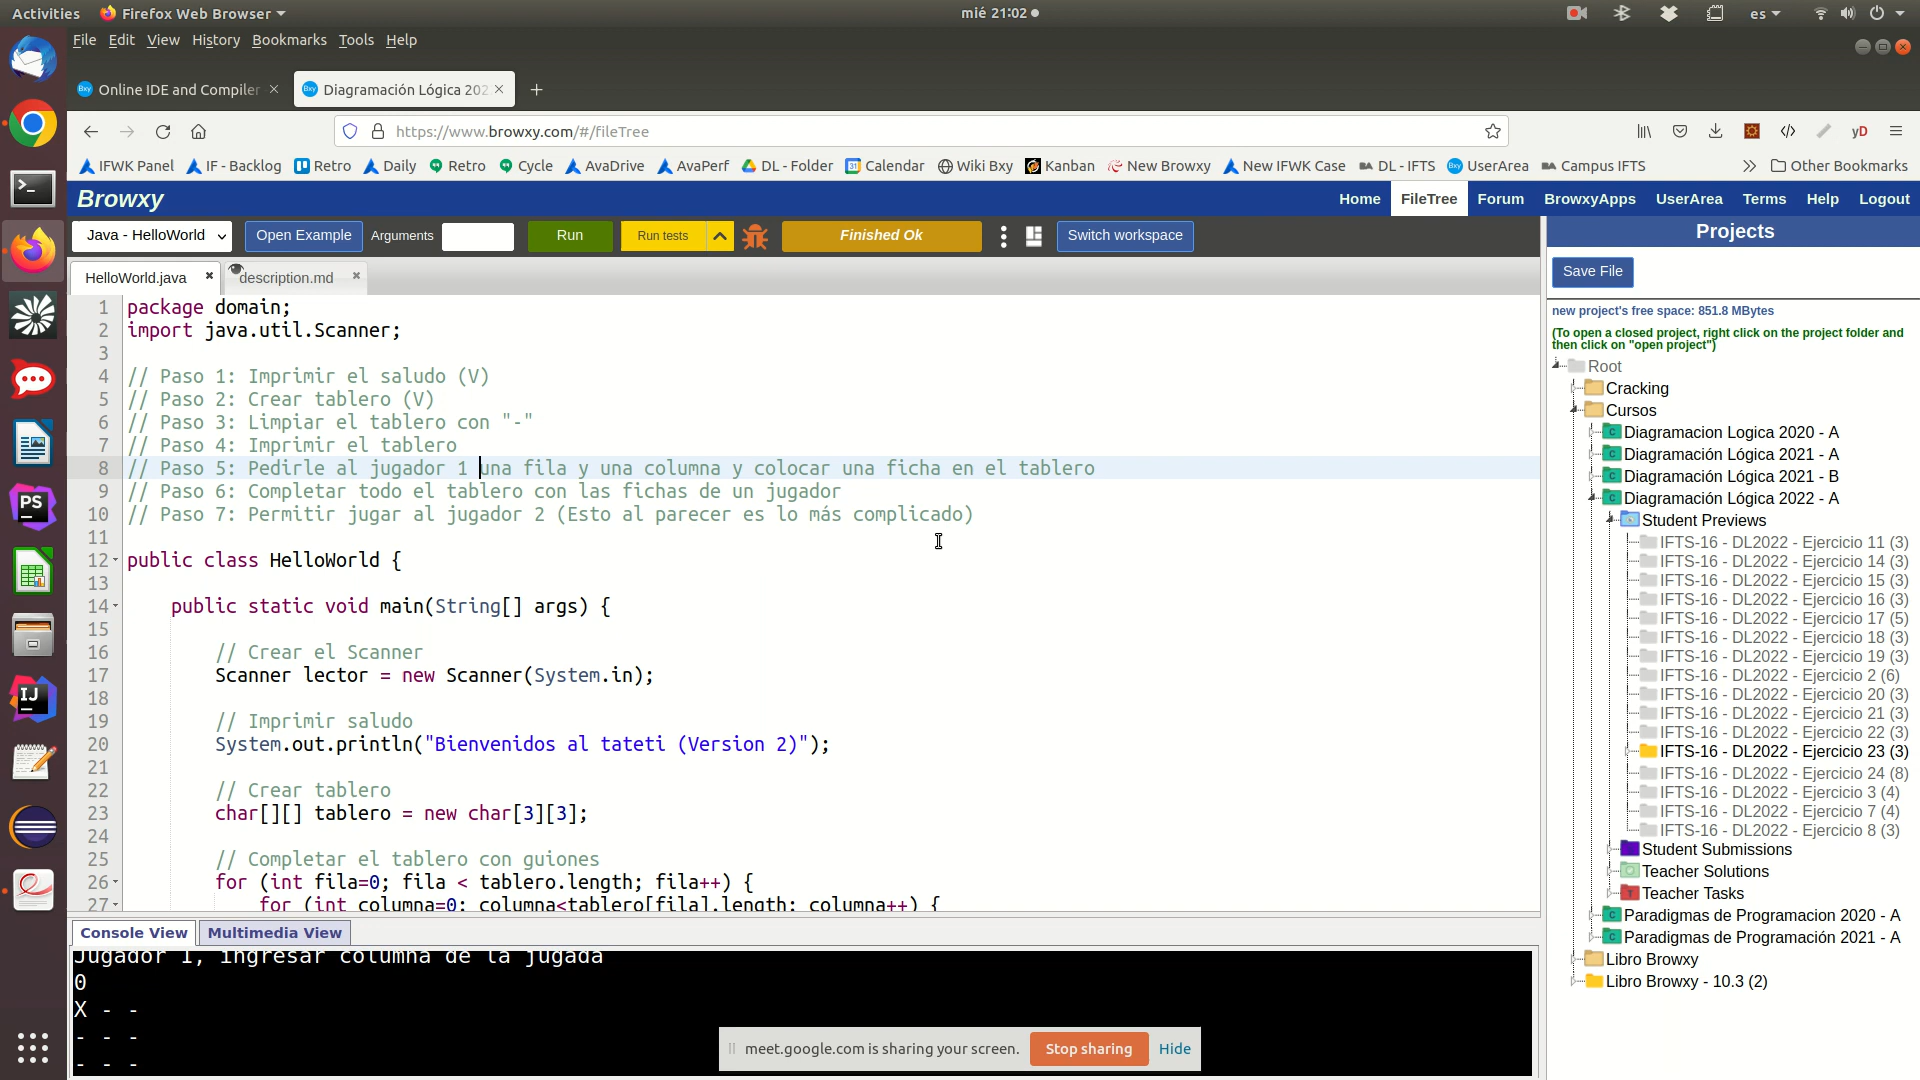 Activities Firefox Web Browser mié 21:02 es
File Edit View History Bookmarks Tools Help
Online IDE and Compiler Diagramación Lógica 202
https://www.browxy.com/#/fileTree
IFWK Panel IF - Backlog Retro Daily Retro Cycle AvaDrive AvaPerf DL - Folder Calendar Wiki Bxy Kanban New Browxy New IFWK Case DL - IFTS UserArea Campus IFTS Other Bookmarks
Browxy Home FileTree Forum BrowxyApps UserArea Terms Help Logout
Java - HelloWorld Open Example Arguments Run Run tests Finished Ok Switch workspace
HelloWorld.java description.md
1 package domain;
2 import java.util.Scanner;
3
4 // Paso 1: Imprimir el saludo (V)
5 // Paso 2: Crear tablero (V)
6 // Paso 3: Limpiar el tablero con "-"
7 // Paso 4: Imprimir el tablero
8 // Paso 5: Pedirle al jugador 1 una fila y una columna y colocar una ficha en el tablero
9 // Paso 6: Completar todo el tablero con las fichas de un jugador
10 // Paso 7: Permitir jugar al jugador 2 (Esto al parecer es lo más complicado)
11
12 public class HelloWorld {
13
14 public static void main(String[] args) {
15
16 // Crear el Scanner
17 Scanner lector = new Scanner(System.in);
18
19 // Imprimir saludo
20 System.out.println("Bienvenidos al tateti (Version 2)");
21
22 // Crear tablero
23 char[][] tablero = new char[3][3];
24
25 // Completar el tablero con guiones
26 for (int fila=0; fila < tablero.length; fila++) {
27 for (int columna=0; columna<tablero[fila].length; columna++) {
Console View Multimedia View
Jugador 1, ingresar columna de la jugada
0
X - -
- - -
- - -
meet.google.com is sharing your screen. Stop sharing Hide
Projects
Save File
new project's free space: 851.8 MBytes
(To open a closed project, right click on the project folder and
then click on "open project")
Root
Cracking
Cursos
Diagramacion Logica 2020 - A
Diagramación Lógica 2021 - A
Diagramación Lógica 2021 - B
Diagramación Lógica 2022 - A
Student Previews
IFTS-16 - DL2022 - Ejercicio 11 (3)
IFTS-16 - DL2022 - Ejercicio 14 (3)
IFTS-16 - DL2022 - Ejercicio 15 (3)
IFTS-16 - DL2022 - Ejercicio 16 (3)
IFTS-16 - DL2022 - Ejercicio 17 (5)
IFTS-16 - DL2022 - Ejercicio 18 (3)
IFTS-16 - DL2022 - Ejercicio 19 (3)
IFTS-16 - DL2022 - Ejercicio 2 (6)
IFTS-16 - DL2022 - Ejercicio 20 (3)
IFTS-16 - DL2022 - Ejercicio 21 (3)
IFTS-16 - DL2022 - Ejercicio 22 (3)
IFTS-16 - DL2022 - Ejercicio 23 (3)
IFTS-16 - DL2022 - Ejercicio 24 (8)
IFTS-16 - DL2022 - Ejercicio 3 (4)
IFTS-16 - DL2022 - Ejercicio 7 (4)
IFTS-16 - DL2022 - Ejercicio 8 (3)
Student Submissions
Teacher Solutions
Teacher Tasks
Paradigmas de Programacion 2020 - A
Paradigmas de Programación 2021 - A
Libro Browxy
Libro Browxy - 10.3 (2)